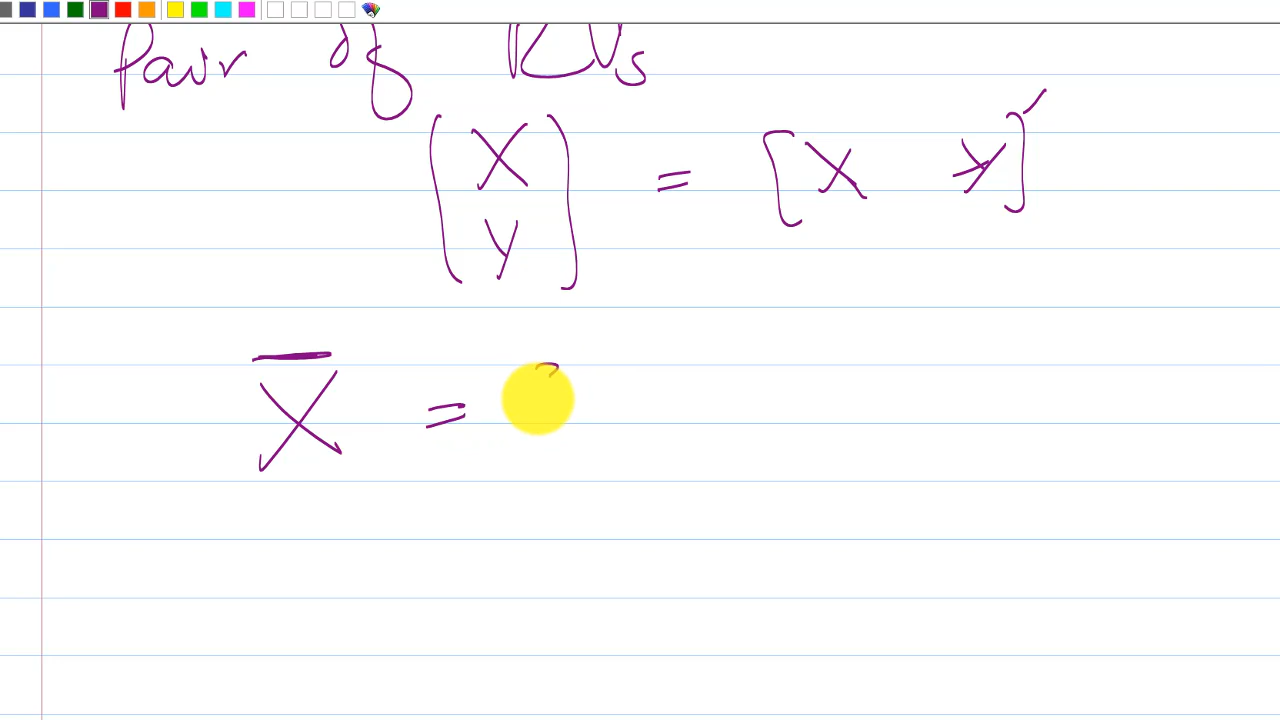 Pair of RVs
(X Y) = [X Y]'
X̅ =